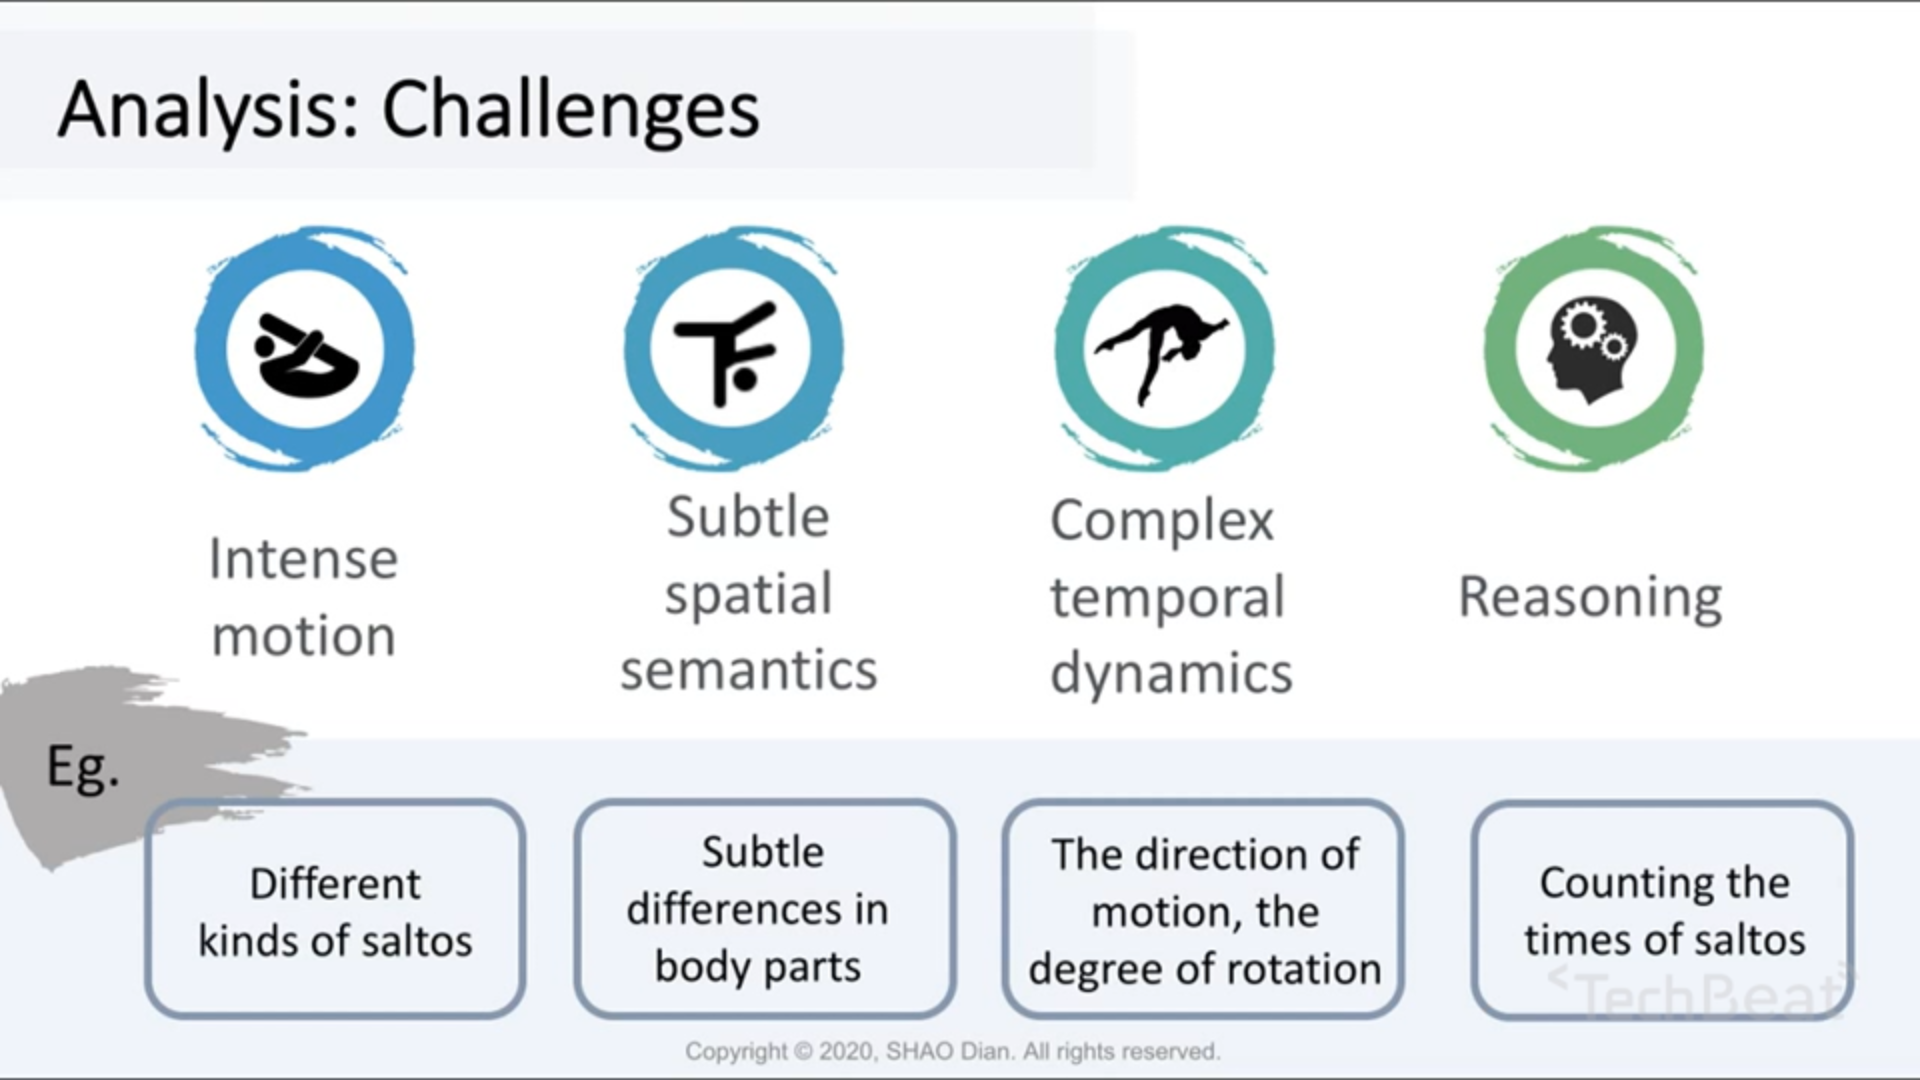 Analysis: Challenges
Intense
motion
Subtle
spatial
semantics
Complex
temporal
dynamics
Reasoning
Eg.
Different
kinds of saltos
Subtle
differences in
body parts
The direction of
motion, the
degree of rotation
Counting the
times of saltos
<TechBeat>
Copyright © 2020, SHAO Dian. All rights reserved.